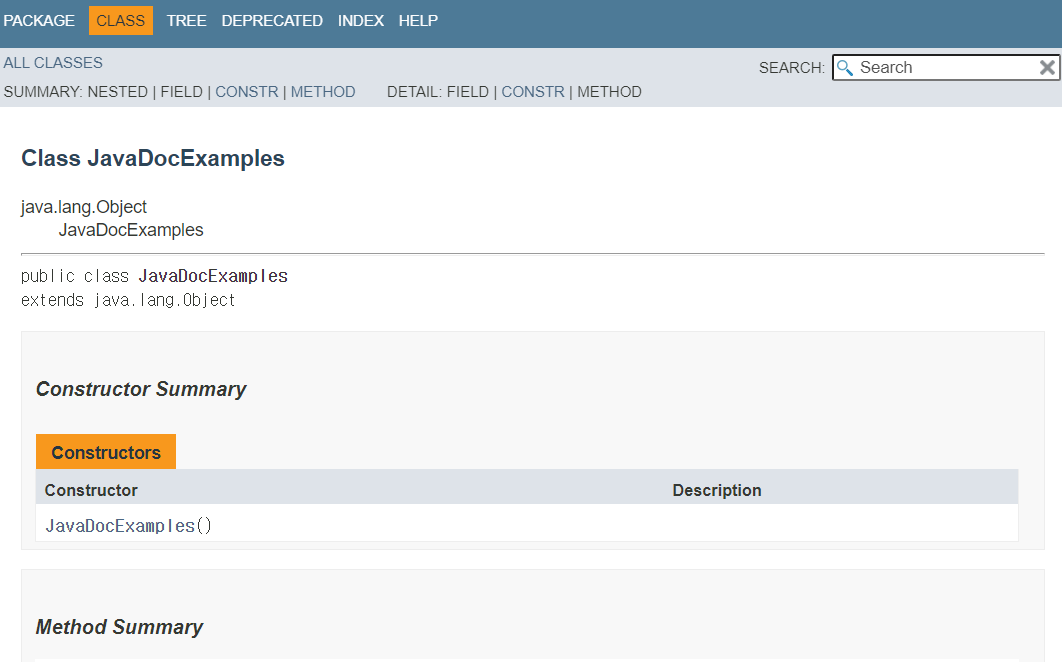 PACKAGE CLASS TREE DEPRECATED INDEX HELP
ALL CLASSES
SEARCH: Search
SUMMARY: NESTED | FIELD | CONSTR | METHOD DETAIL: FIELD | CONSTR | METHOD
Class JavaDocExamples
java.lang.Object
JavaDocExamples
public class JavaDocExamples
extends java.lang.Object
Constructor Summary
Constructors
Constructor Description
JavaDocExamples()
Method Summary